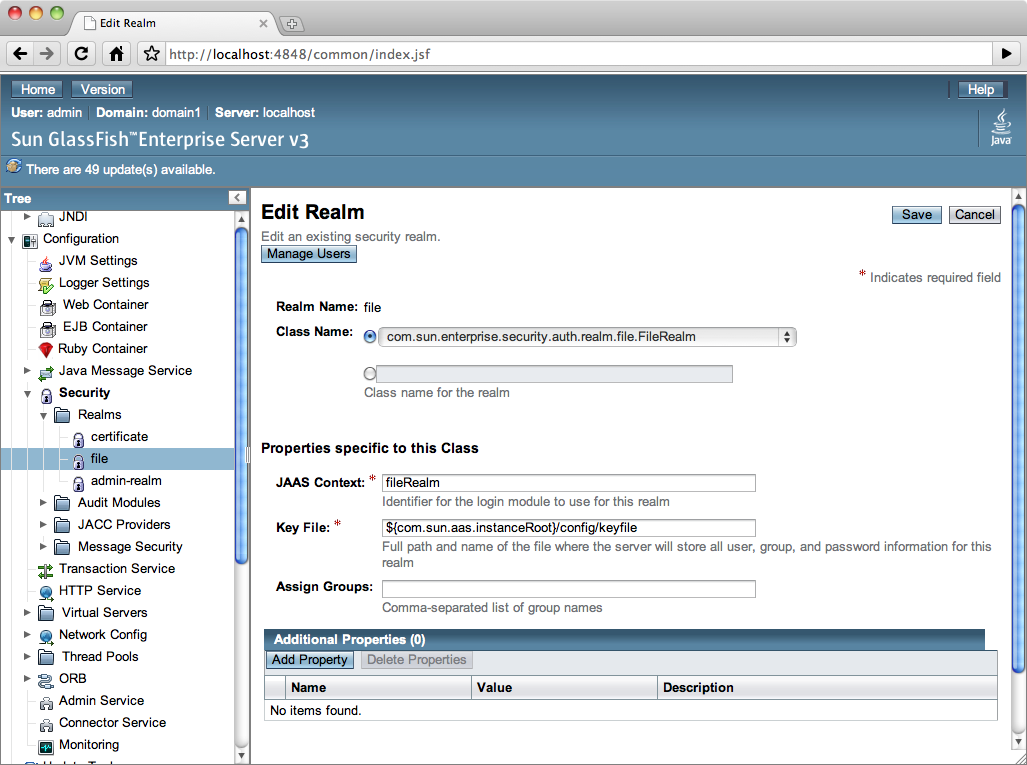 Edit Realm
http://localhost:4848/common/index.jsf
Home Version Help
User: admin Domain: domain1 Server: localhost
Sun GlassFish™Enterprise Server v3
Java
There are 49 update(s) available.
Tree
JNDI
Configuration
JVM Settings
Logger Settings
Web Container
EJB Container
Ruby Container
Java Message Service
Security
Realms
certificate
file
admin-realm
Audit Modules
JACC Providers
Message Security
Transaction Service
HTTP Service
Virtual Servers
Network Config
Thread Pools
ORB
Admin Service
Connector Service
Monitoring
Edit Realm
Save Cancel
Edit an existing security realm.
Manage Users
* Indicates required field
Realm Name: file
Class Name: com.sun.enterprise.security.auth.realm.file.FileRealm
Class name for the realm
Properties specific to this Class
JAAS Context: * fileRealm
Identifier for the login module to use for this realm
Key File: * ${com.sun.aas.instanceRoot}/config/keyfile
Full path and name of the file where the server will store all user, group, and password information for this
realm
Assign Groups:
Comma-separated list of group names
Additional Properties (0)
Add Property Delete Properties
Name Value Description
No items found.